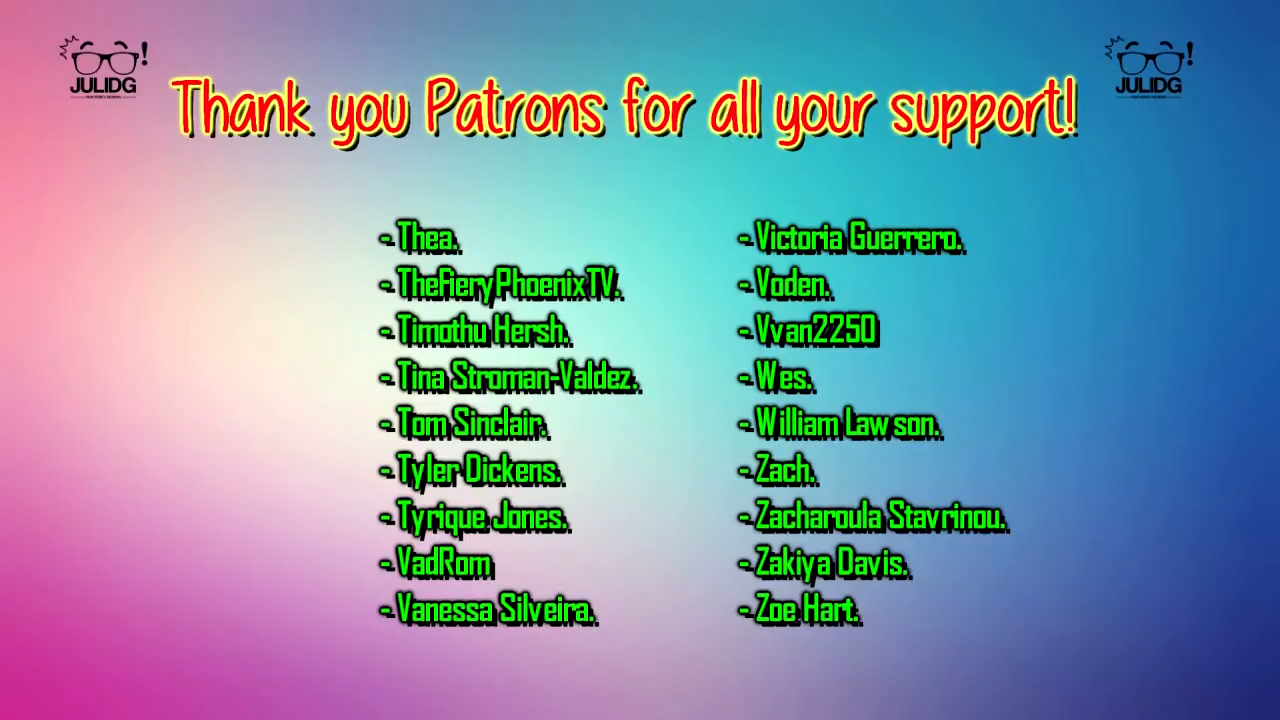 JULIDG
JULIDG
Thank you Patrons for all your support!
- Thea.
- TheFieryPhoenixTV.
- Timothu Hersh.
- Tina Stroman-Valdez.
- Tom Sinclair.
- Tyler Dickens.
- Tyrique Jones.
- VadRom
- Vanessa Silveira.
- Victoria Guerrero.
- Voden.
- Vvan2250
- Wes.
- William Lawson.
- Zach.
- Zacharoula Stavrinou.
- Zakiya Davis.
- Zoe Hart.